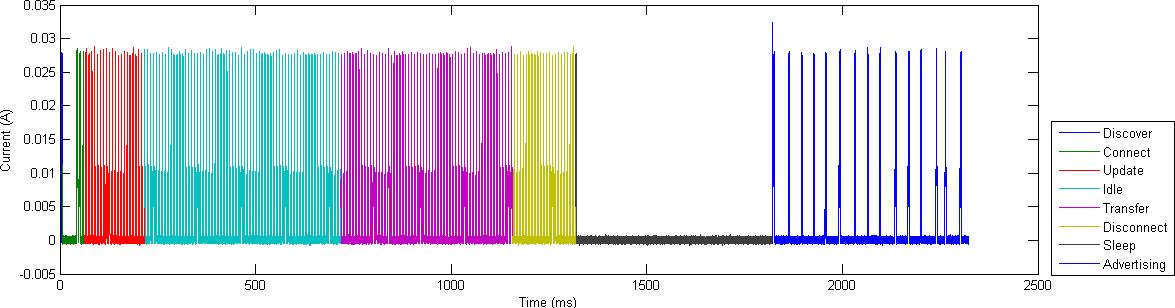 0.035
0.03
0.025
0.02
0.015
0.01
0.005
0
-0.005
Current (A)
0 500 1000 1500 2000 2500
Time (ms)
Discover
Connect
Update
Idle
Transfer
Disconnect
Sleep
Advertising